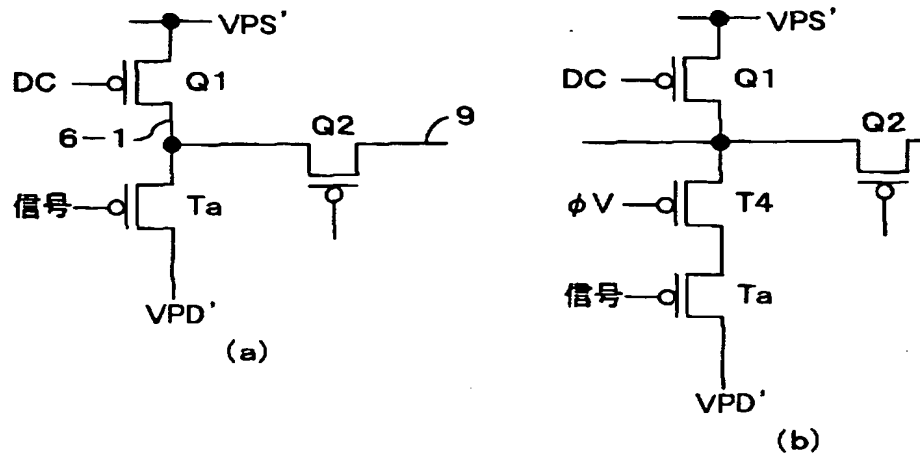 VPS'
DC
Q1
6-1
Q2
9
信号
Ta
VPD'
(a)
VPS'
DC
Q1
Q2
φV
T4
信号
Ta
VPD'
(b)